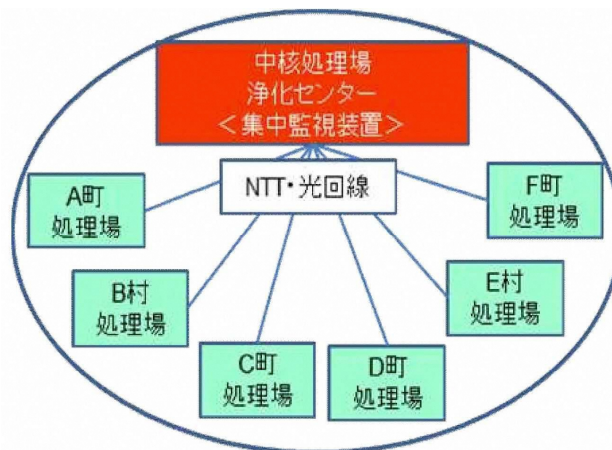 中核処理場
浄化センター
＜集中監視装置＞
NTT・光回線
A町
処理場
F町
処理場
B村
処理場
E村
処理場
C町
処理場
D町
処理場